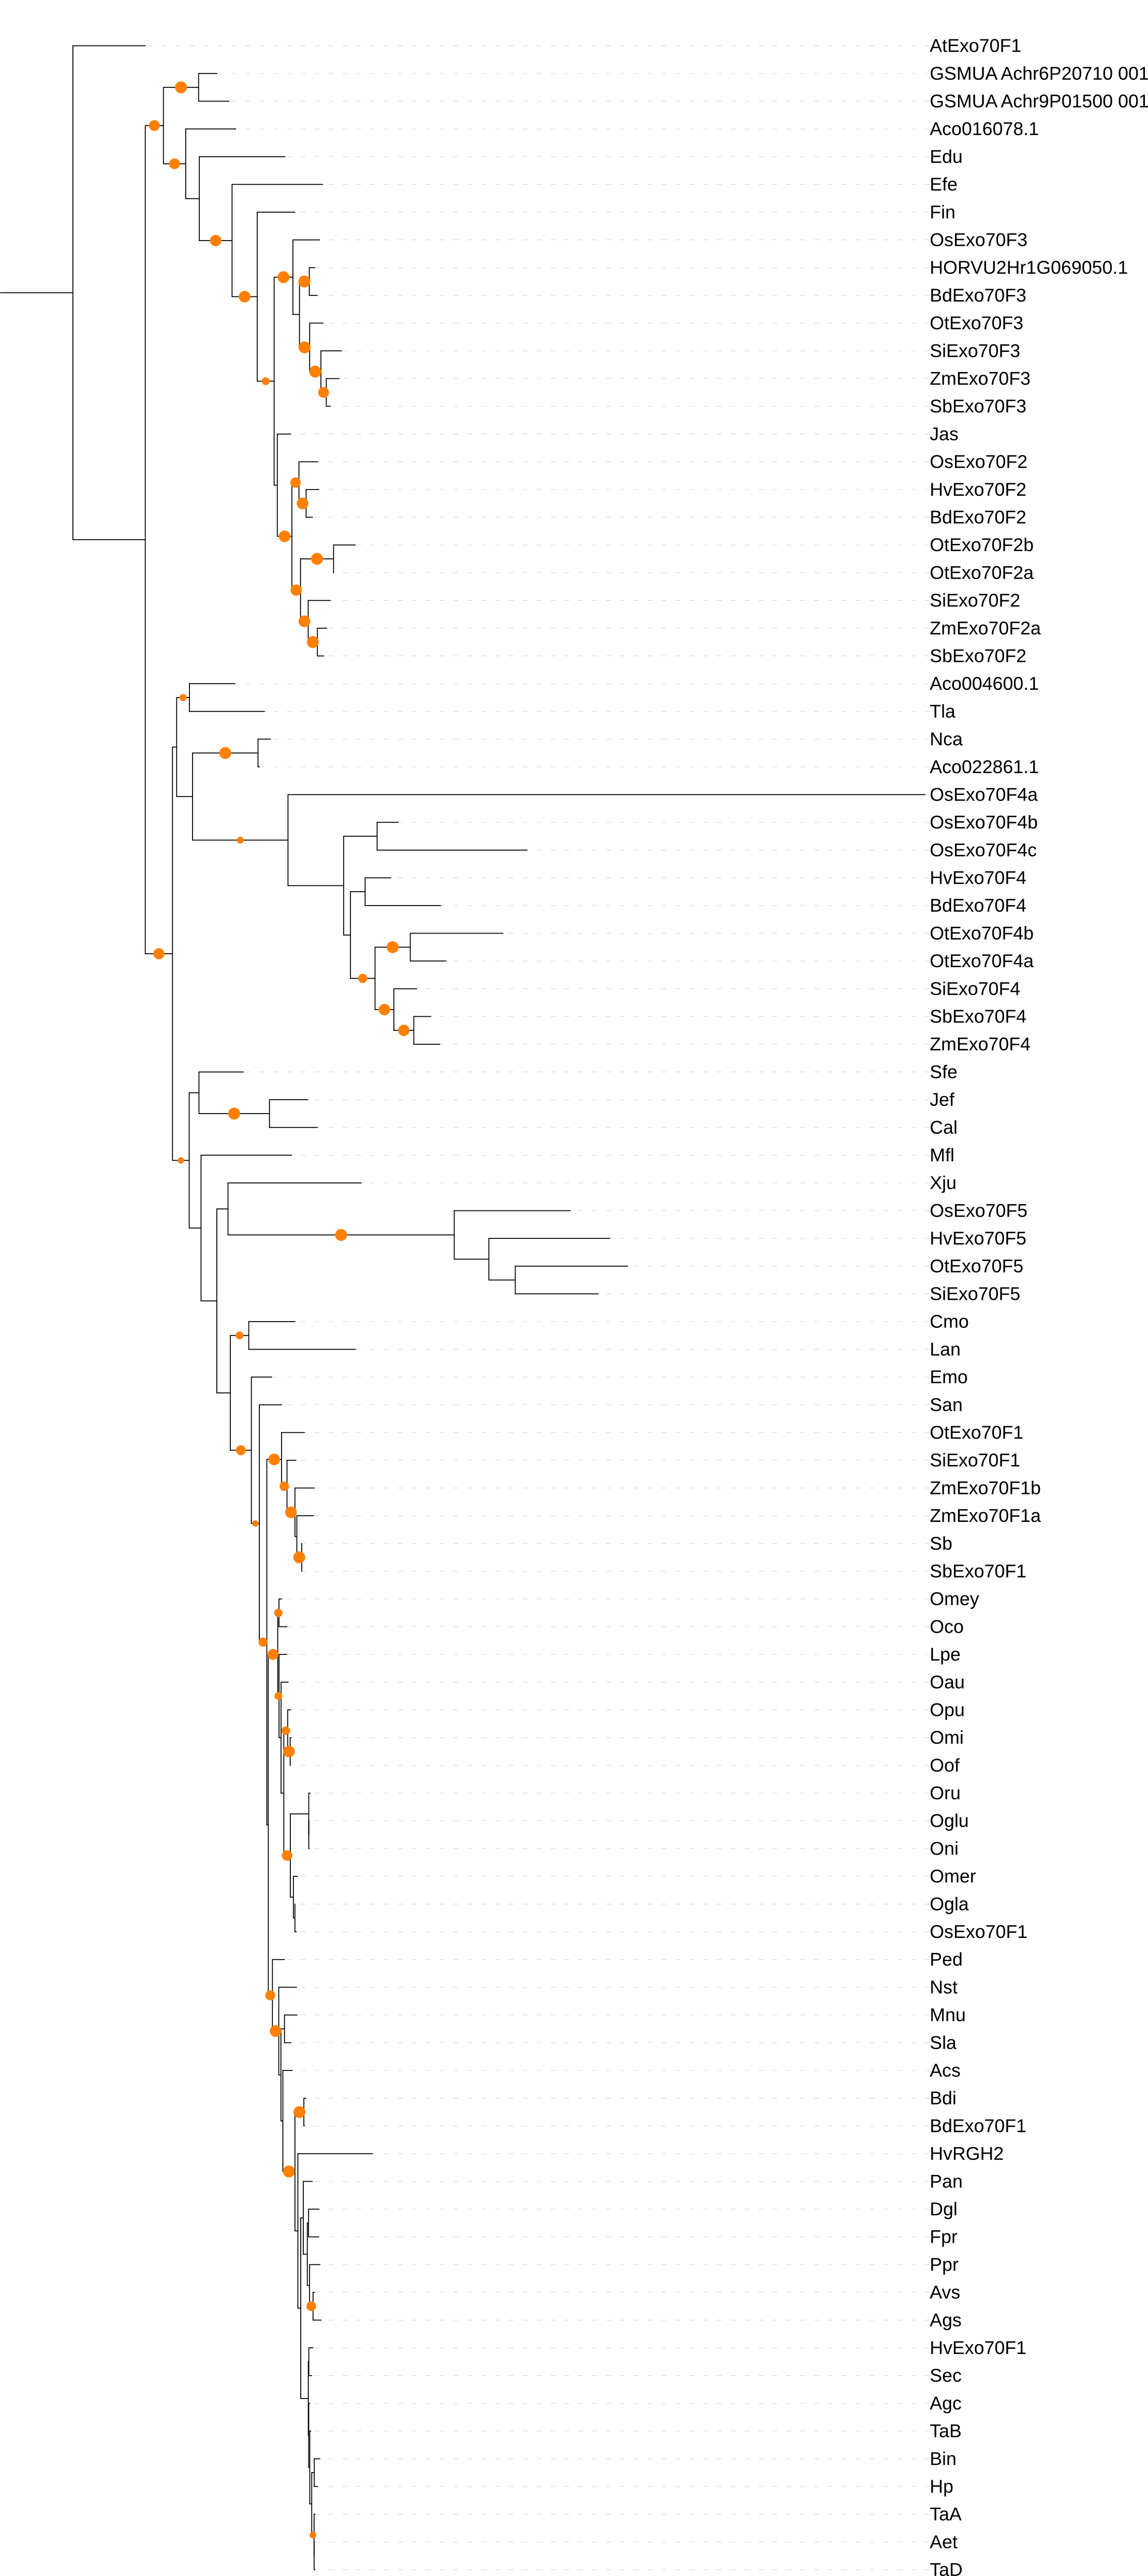 AtExo70F1
GSMUA Achr6P20710 001
GSMUA Achr9P01500 001
Aco016078.1
Edu
Efe
Fin
OsExo70F3
HORVU2Hr1G069050.1
BdExo70F3
OtExo70F3
SiExo70F3
ZmExo70F3
SbExo70F3
Jas
OsExo70F2
HvExo70F2
BdExo70F2
OtExo70F2b
OtExo70F2a
SiExo70F2
ZmExo70F2a
SbExo70F2
Aco004600.1
Tla
Nca
Aco022861.1
OsExo70F4a
OsExo70F4b
OsExo70F4c
HvExo70F4
BdExo70F4
OtExo70F4b
OtExo70F4a
SiExo70F4
SbExo70F4
ZmExo70F4
Sfe
Jef
Cal
Mfl
Xju
OsExo70F5
HvExo70F5
OtExo70F5
SiExo70F5
Cmo
Lan
Emo
San
OtExo70F1
SiExo70F1
ZmExo70F1b
ZmExo70F1a
Sb
SbExo70F1
Omey
Oco
Lpe
Oau
Opu
Omi
Oof
Oru
Oglu
Oni
Omer
Ogla
OsExo70F1
Ped
Nst
Mnu
Sla
Acs
Bdi
BdExo70F1
HvRGH2
Pan
Dgl
Fpr
Ppr
Avs
Ags
HvExo70F1
Sec
Agc
TaB
Bin
Hp
TaA
Aet
TaD